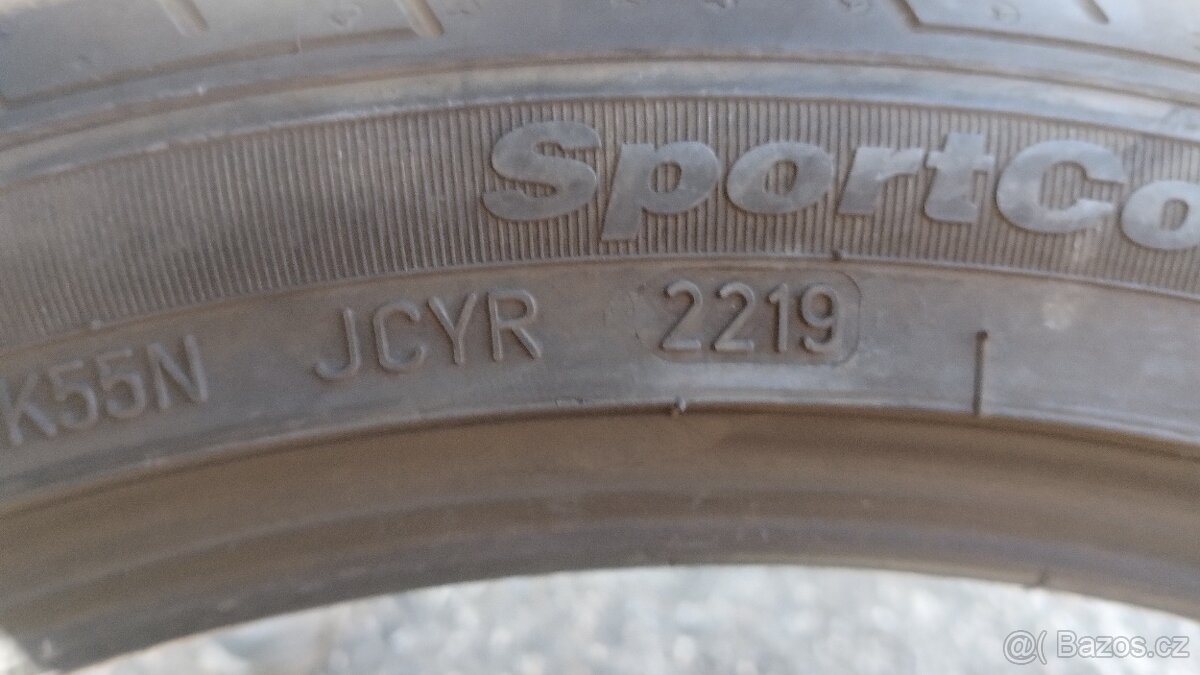 SportCo
K55N JCYR 2219
@( Bazos.cz